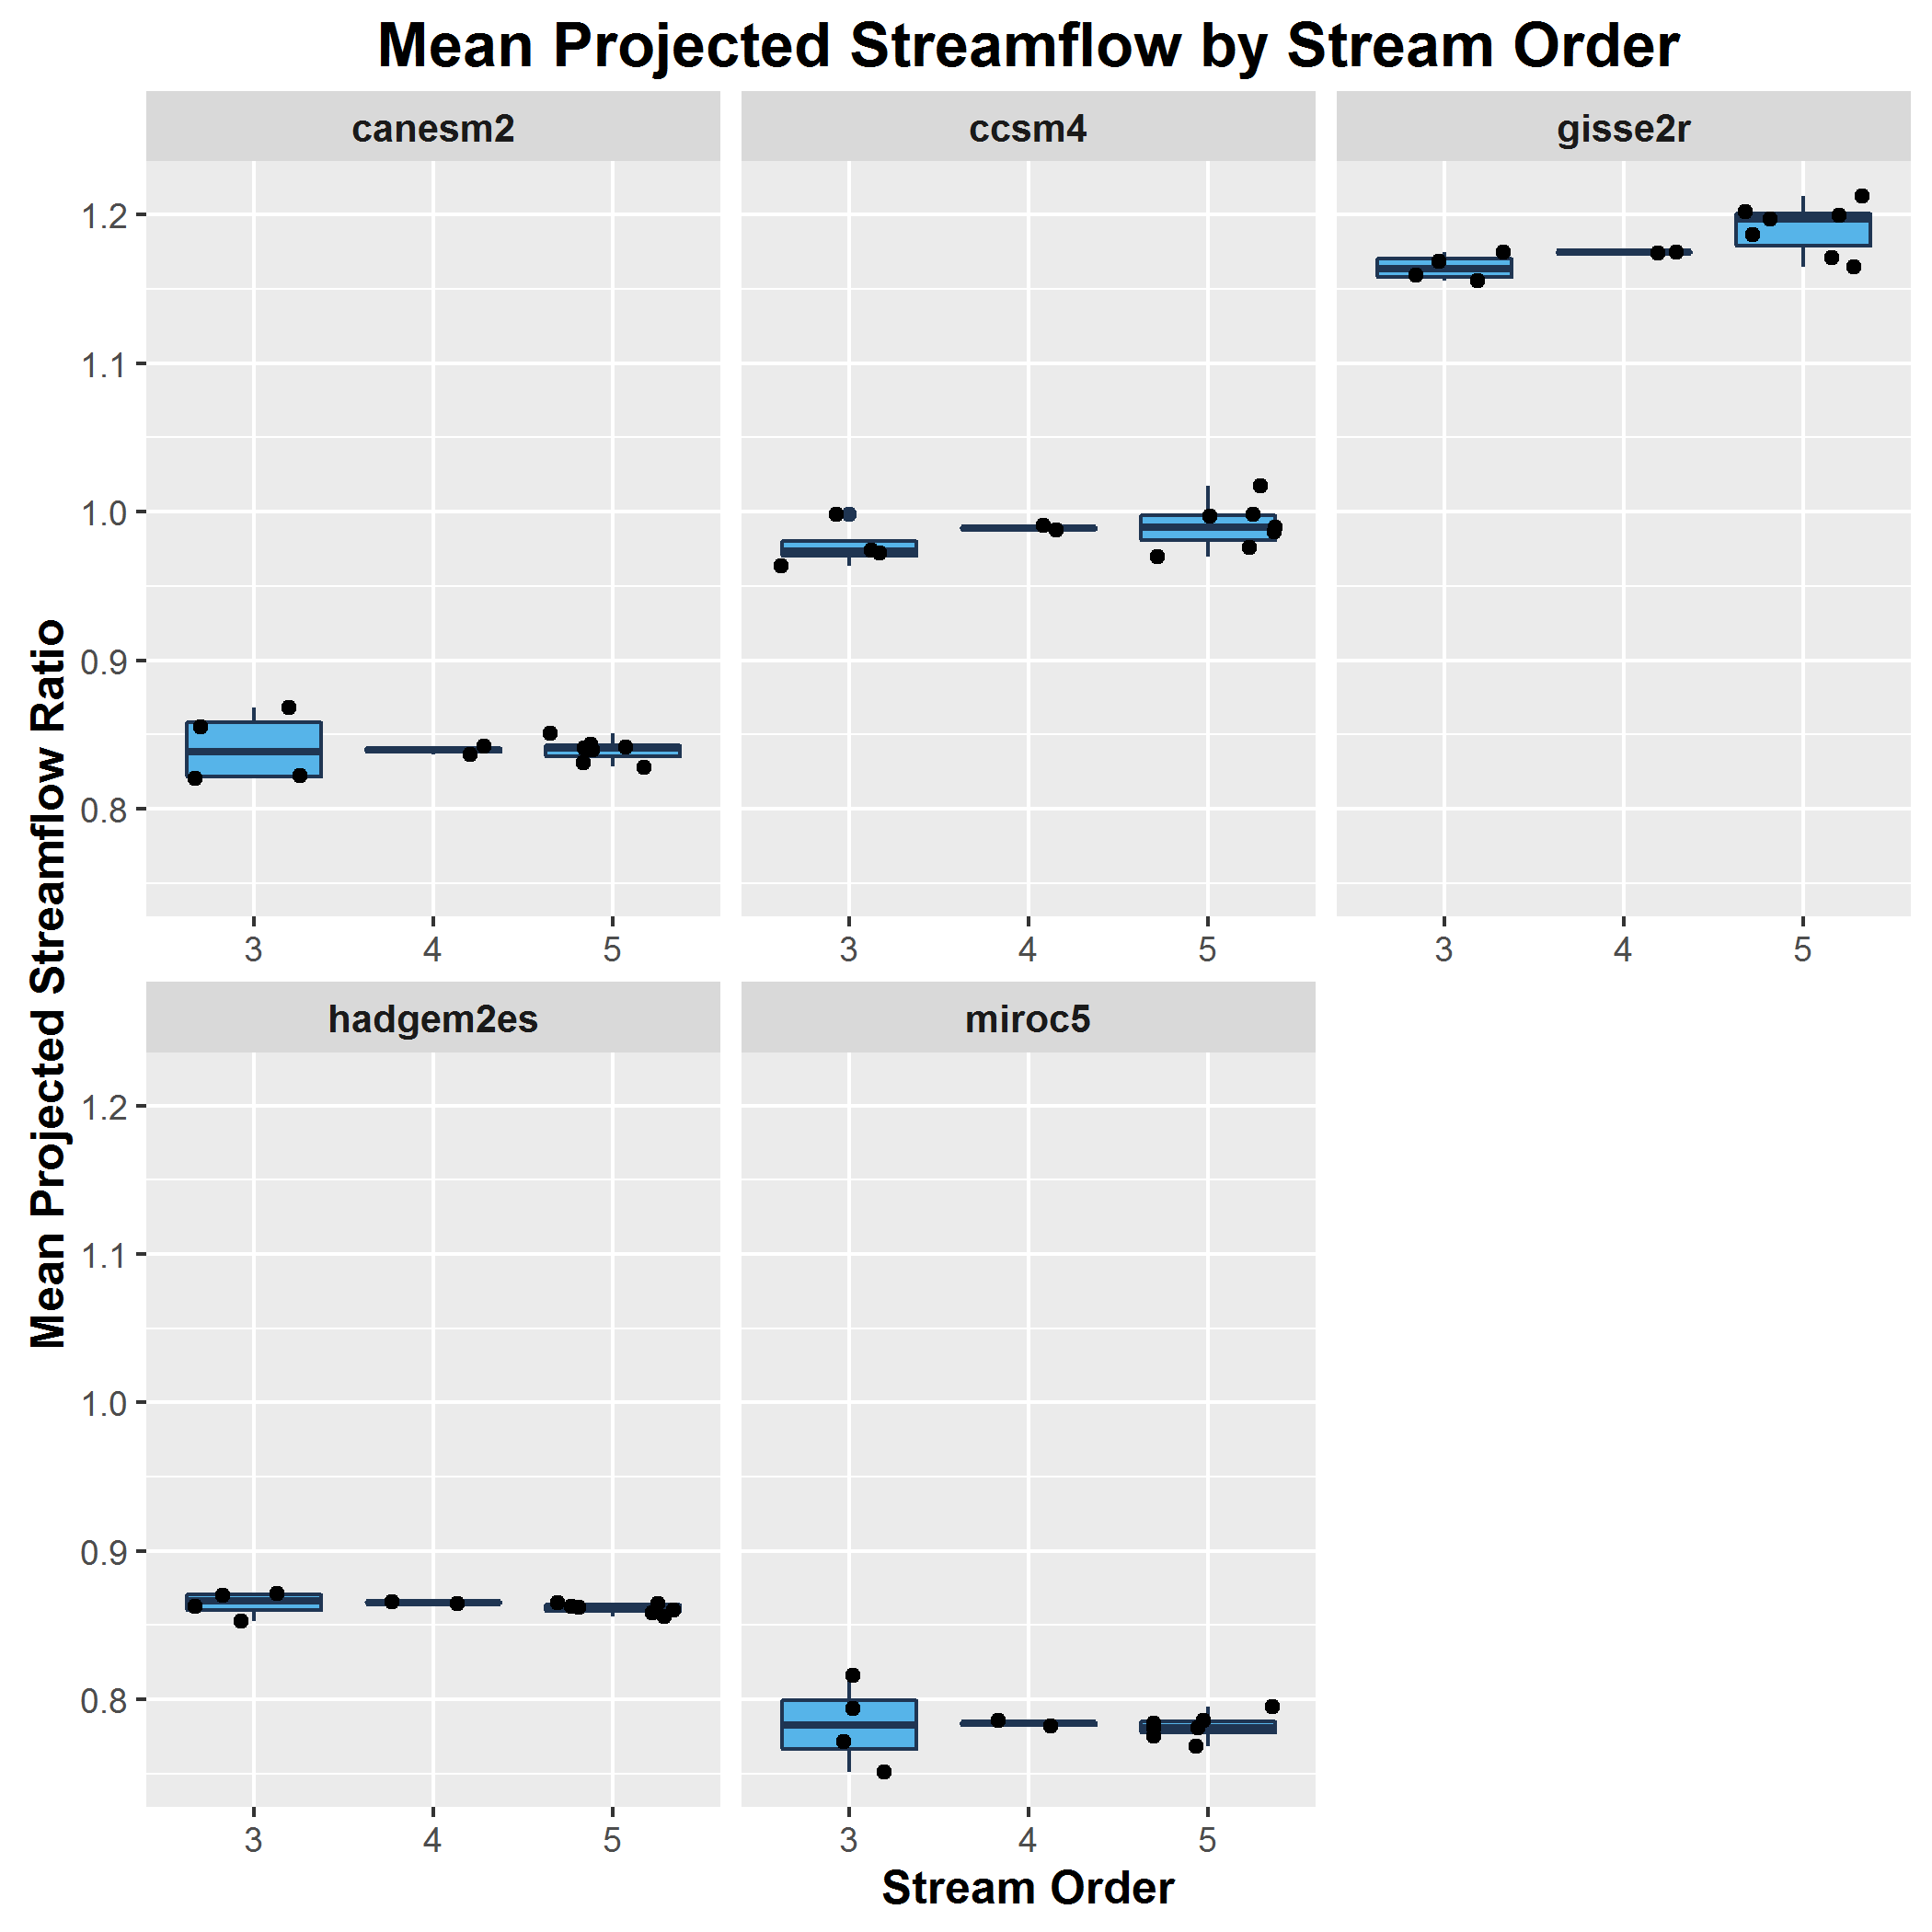 Mean Projected Streamflow by Stream Order
canesm2
ccsm4
gisse2r
1.2
1.1
1.0
0.9
0.8
3 4 5
3 4 5
3 4 5
Mean Projected Streamflow Ratio
hadgem2es
miroc5
1.2
1.1
1.0
0.9
0.8
3 4 5
3 4 5
Stream Order